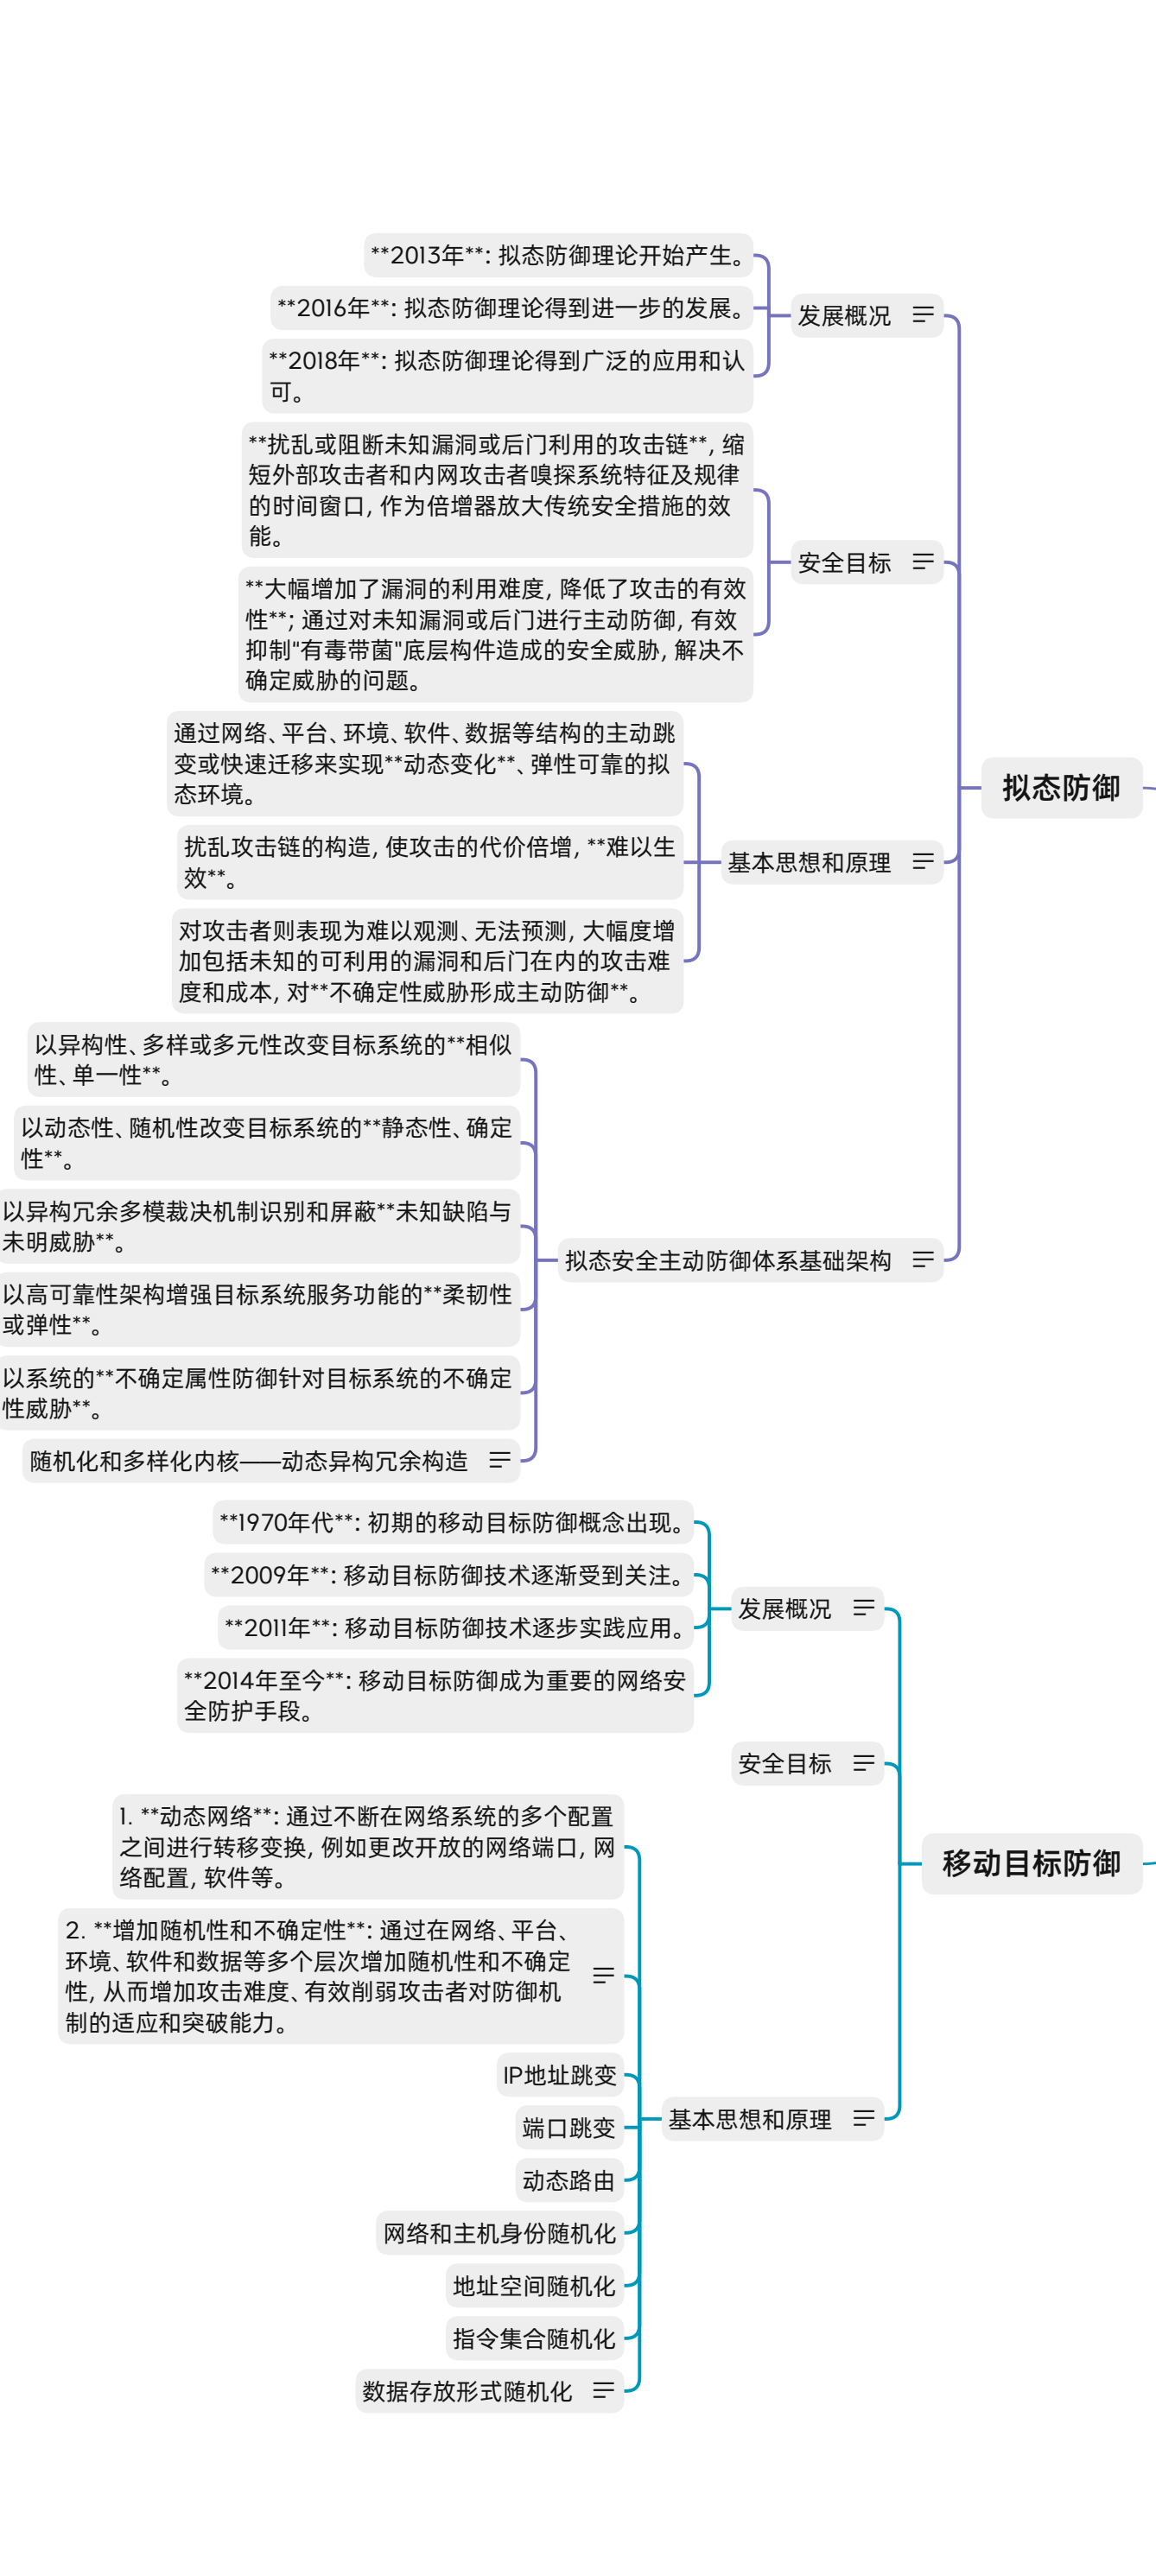 **2013年**: 拟态防御理论开始产生。
**2016年**: 拟态防御理论得到进一步的发展。
**2018年**: 拟态防御理论得到广泛的应用和认
可。
发展概况
**扰乱或阻断未知漏洞或后门利用的攻击链**, 缩
短外部攻击者和内网攻击者嗅探系统特征及规律
的时间窗口, 作为倍增器放大传统安全措施的效
能。
**大幅增加了漏洞的利用难度, 降低了攻击的有效
性**; 通过对未知漏洞或后门进行主动防御, 有效
抑制"有毒带菌"底层构件造成的安全威胁, 解决不
确定威胁的问题。
安全目标
通过网络、平台、环境、软件、数据等结构的主动跳
变或快速迁移来实现**动态变化**、弹性可靠的拟
态环境。
扰乱攻击链的构造, 使攻击的代价倍增, **难以生
效**。
对攻击者则表现为难以观测、无法预测, 大幅度增
加包括未知的可利用的漏洞和后门在内的攻击难
度和成本, 对**不确定性威胁形成主动防御**。
基本思想和原理
拟态防御
以异构性、多样或多元性改变目标系统的**相似
性、单一性**。
以动态性、随机性改变目标系统的**静态性、确定
性**。
以异构冗余多模裁决机制识别和屏蔽**未知缺陷与
未明威胁**。
以高可靠性架构增强目标系统服务功能的**柔韧性
或弹性**。
以系统的**不确定属性防御针对目标系统的不确定
性威胁**。
随机化和多样化内核——动态异构冗余构造
拟态安全主动防御体系基础架构
**1970年代**: 初期的移动目标防御概念出现。
**2009年**: 移动目标防御技术逐渐受到关注。
**2011年**: 移动目标防御技术逐步实践应用。
**2014年至今**: 移动目标防御成为重要的网络安
全防护手段。
发展概况
安全目标
移动目标防御
1. **动态网络**: 通过不断在网络系统的多个配置
之间进行转移变换, 例如更改开放的网络端口, 网
络配置, 软件等。
2. **增加随机性和不确定性**: 通过在网络、平台、
环境、软件和数据等多个层次增加随机性和不确定
性, 从而增加攻击难度、有效削弱攻击者对防御机
制的适应和突破能力。
IP地址跳变
端口跳变
动态路由
网络和主机身份随机化
地址空间随机化
指令集合随机化
数据存放形式随机化
基本思想和原理